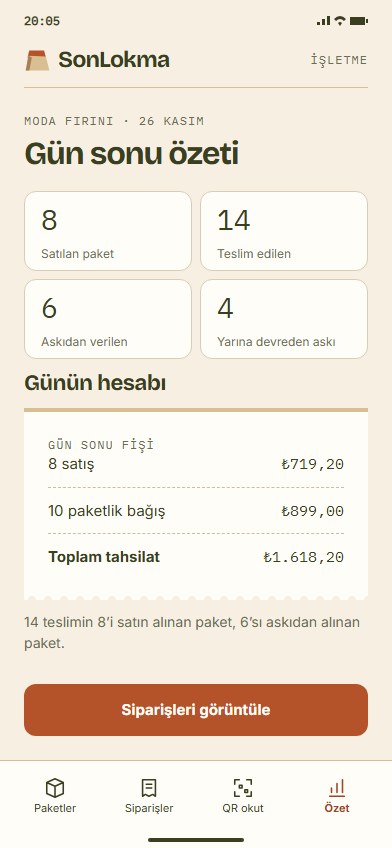 20:05
SonLokma
İŞLETME
MODA FIRINI · 26 KASIM
Gün sonu özeti
8
Satılan paket
14
Teslim edilen
6
Askıdan verilen
4
Yarına devreden askı
Günün hesabı
GÜN SONU FİŞİ
8 satış ₺719,20
10 paketlik bağış ₺899,00
Toplam tahsilat ₺1.618,20
14 teslimin 8’i satın alınan paket, 6’sı askıdan alınan
paket.
Siparişleri görüntüle
Paketler
Siparişler
QR okut
Özet